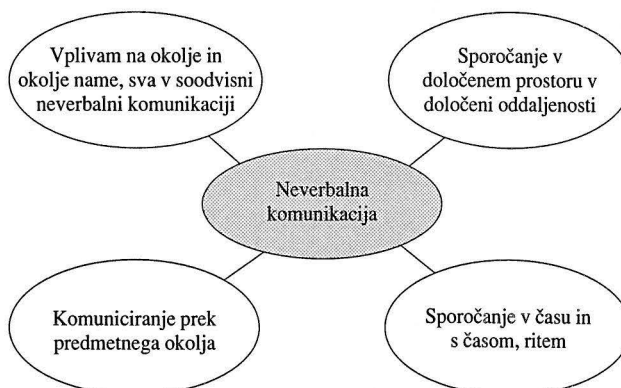 Vplivam na okolje in
okolje name, sva v soodvisni
neverbalni komunikaciji
Sporočanje v
določenem prostoru v
določeni oddaljenosti
Neverbalna
komunikacija
Komuniciranje prek
predmetnega okolja
Sporočanje v času in
s časom, ritem